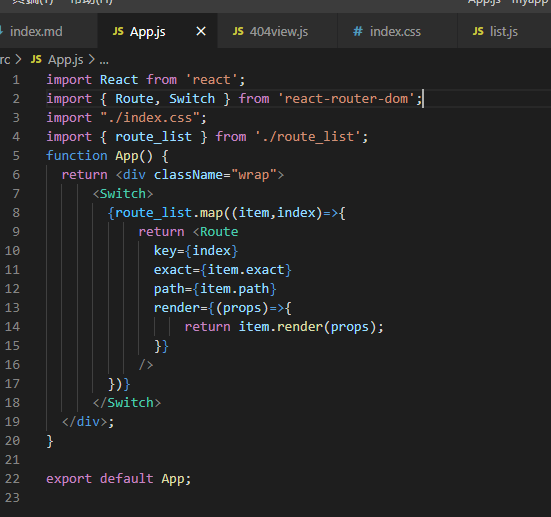 App.js myapp
index.md JS App.js × JS 404view.js # index.css JS list.js
rc > JS App.js > ...
1 import React from 'react';
2 import { Route, Switch } from 'react-router-dom';
3 import "./index.css";
4 import { route_list } from './route_list';
5 function App() {
6 return <div className="wrap">
7 <Switch>
8 {route_list.map((item,index)=>{
9 return <Route
10 key={index}
11 exact={item.exact}
12 path={item.path}
13 render={(props)=>{
14 return item.render(props);
15 }}
16 />
17 })}
18 </Switch>
19 </div>;
20 }
21
22 export default App;
23